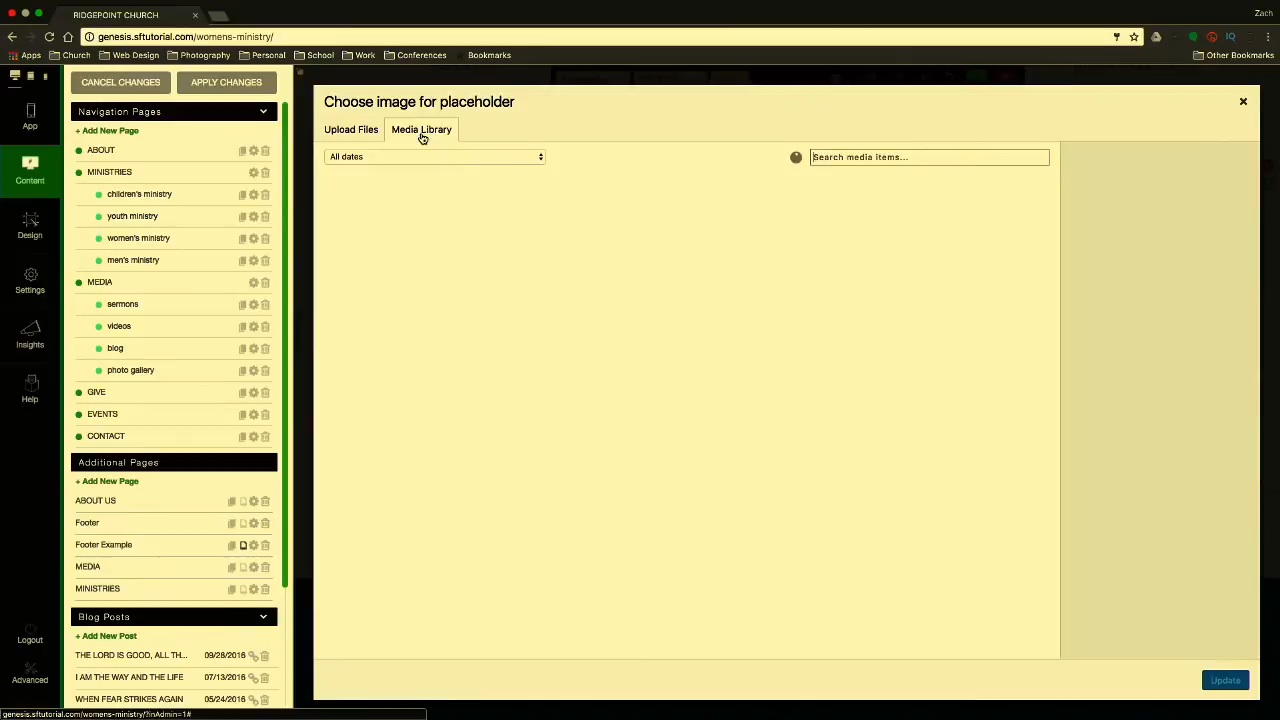 RIDGEPOINT CHURCH
Zach
genesis.sftutorial.com/womens-ministry/
Apps Church Web Design Photography Personal School Work Conferences Bookmarks Other Bookmarks
CANCEL CHANGES APPLY CHANGES
Navigation Pages
+ Add New Page
ABOUT
MINISTRIES
children's ministry
youth ministry
women's ministry
men's ministry
MEDIA
sermons
videos
blog
photo gallery
GIVE
EVENTS
CONTACT
Additional Pages
+ Add New Page
ABOUT US
Footer
Footer Example
MEDIA
MINISTRIES
Blog Posts
+ Add New Post
THE LORD IS GOOD, ALL TH... 09/28/2016
I AM THE WAY AND THE LIFE 07/13/2016
WHEN FEAR STRIKES AGAIN 05/24/2016
App
Content
Design
Settings
Insights
Help
Logout
Advanced
Choose image for placeholder
Upload Files Media Library
All dates
Search media items...
Update
genesis.sftutorial.com/womens-ministry/?inAdmin=1#